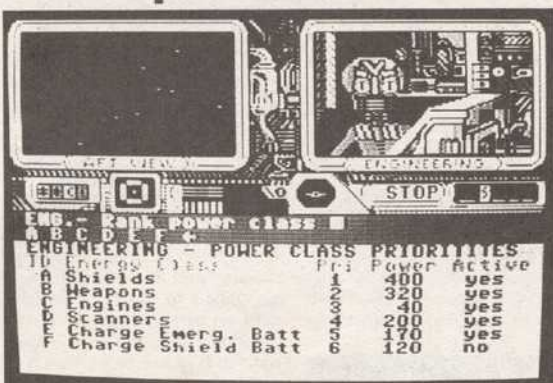 AFT VIEW
ENGINEERING
STOP
ENG.- Rank power class
A B C D E F ←
ENGINEERING - POWER CLASS PRIORITITES
ID Energy Class Pri Power Active
A Shields 1 400 yes
B Weapons 2 320 yes
C Engines 3 40 yes
D Scanners 4 200 yes
E Charge Emerg. Batt 5 170 yes
F Charge Shield Batt 6 120 no